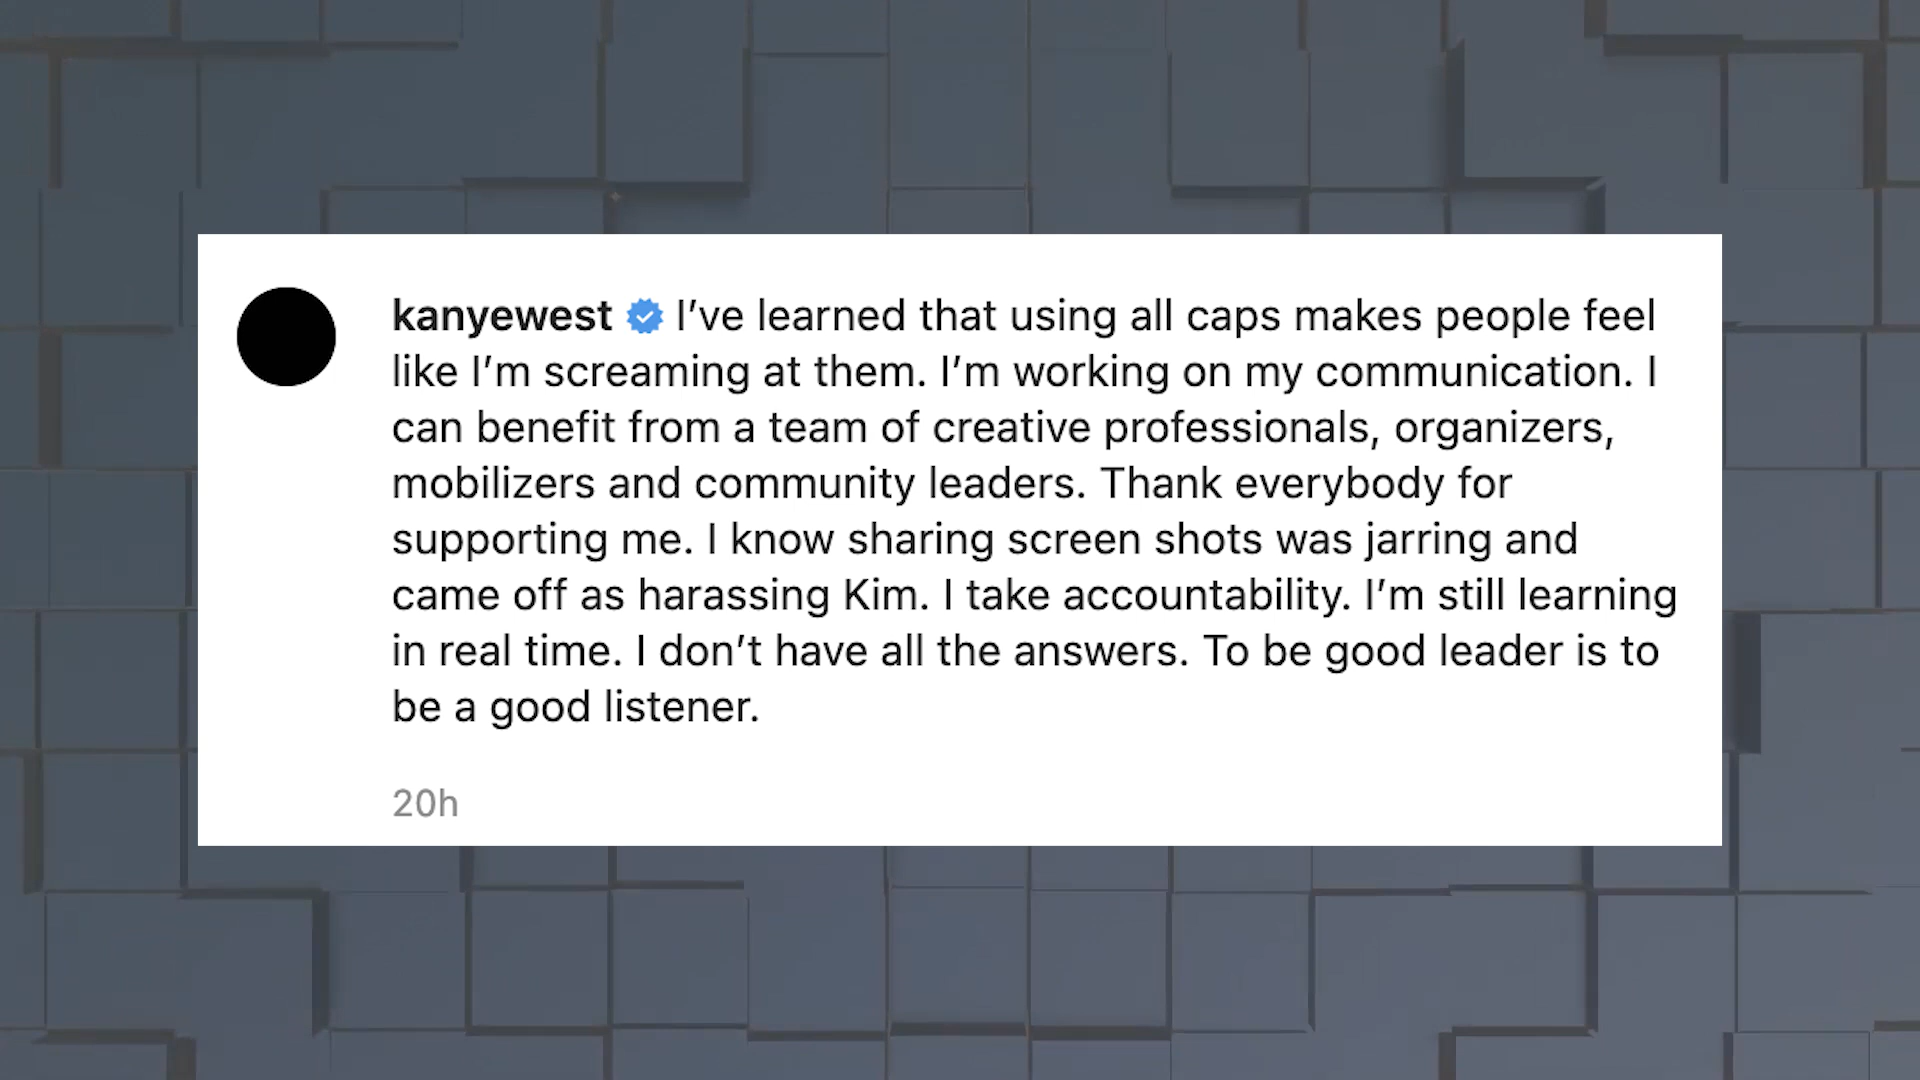 kanyewest I’ve learned that using all caps makes people feel
like I’m screaming at them. I’m working on my communication. I
can benefit from a team of creative professionals, organizers,
mobilizers and community leaders. Thank everybody for
supporting me. I know sharing screen shots was jarring and
came off as harassing Kim. I take accountability. I’m still learning
in real time. I don’t have all the answers. To be good leader is to
be a good listener.
20h